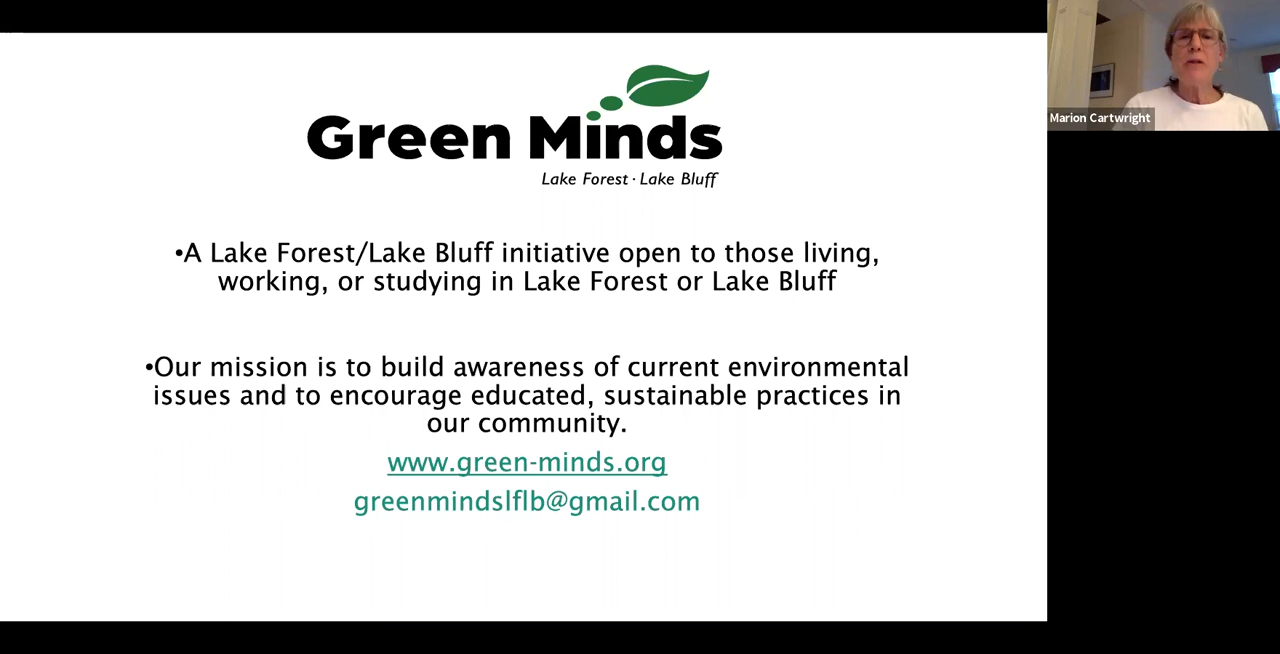 Green Minds
Lake Forest · Lake Bluff
•A Lake Forest/Lake Bluff initiative open to those living,
working, or studying in Lake Forest or Lake Bluff
•Our mission is to build awareness of current environmental
issues and to encourage educated, sustainable practices in
our community.
www.green-minds.org
greenmindslflb@gmail.com
Marion Cartwright